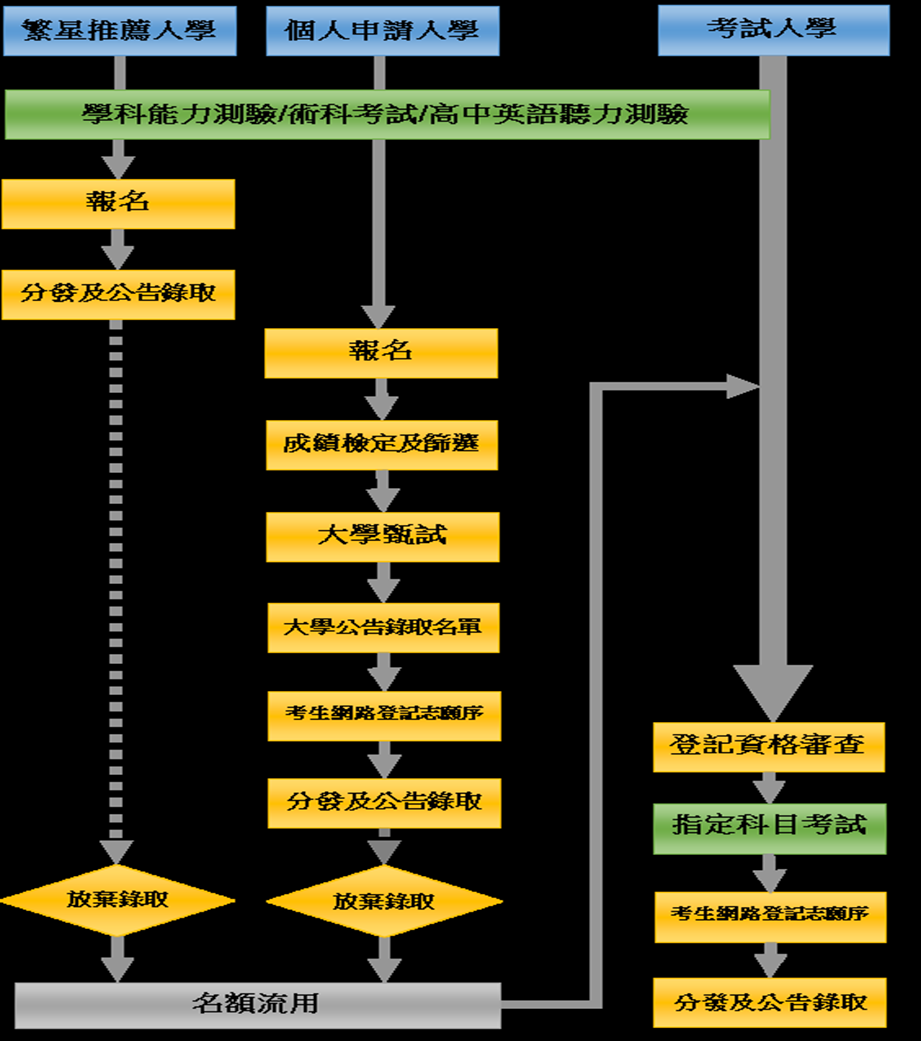 繁星推薦入學
個人申請入學
考試入學
學科能力測驗/術科考試/高中英語聽力測驗
報名
分發及公告錄取
報名
成績檢定及篩選
大學甄試
大學公告錄取名單
考生網路登記志願序
分發及公告錄取
放棄錄取
放棄錄取
名額流用
登記資格審查
指定科目考試
考生網路登記志願序
分發及公告錄取